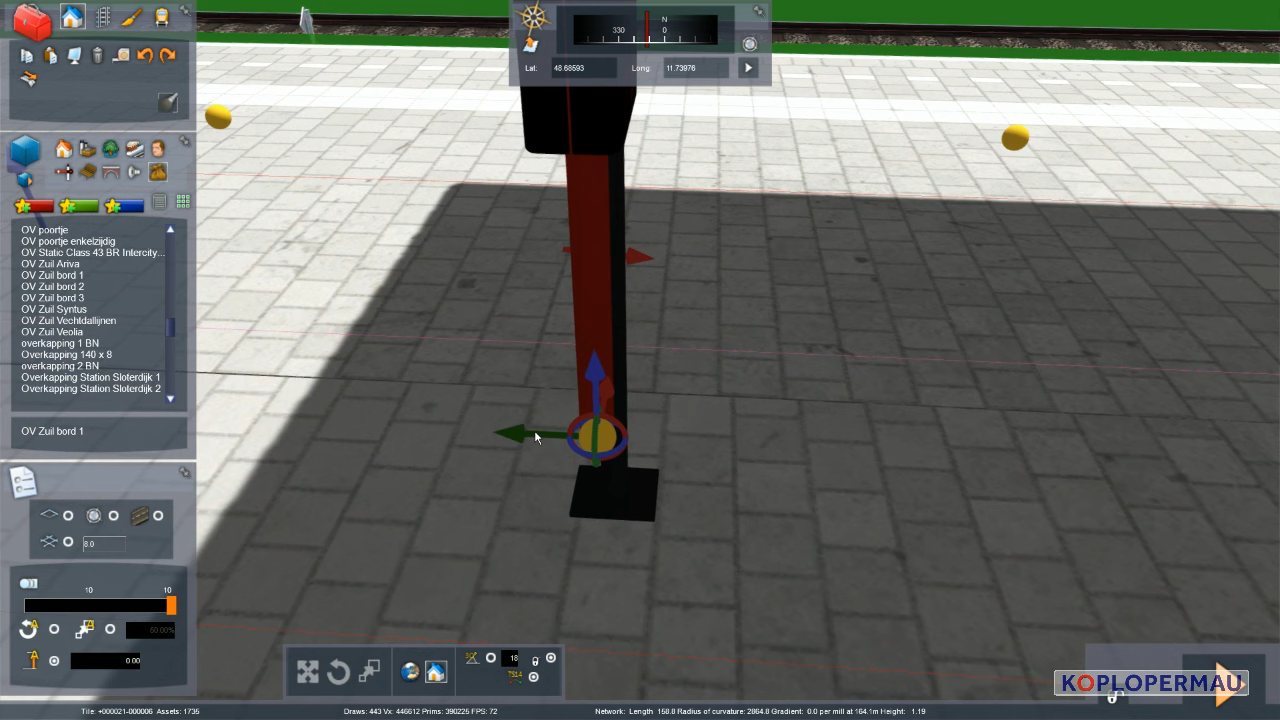 N
330
0
Lat:
48.68593
Long:
11.73976
OV poortje
OV poortje enkelzijdig
OV Static Class 43 BR Intercity...
OV Zuil Arriva
OV Zuil bord 1
OV Zuil bord 2
OV Zuil bord 3
OV Zuil Syntus
OV Zuil Vechtdallijnen
OV Zuil Veolia
overkapping 1 BN
Overkapping 140 x 8
overkapping 2 BN
Overkapping Station Sloterdijk 1
Overkapping Station Sloterdijk 2
OV Zuil bord 1
8.0
10
10
50.00%
0.00
18
TS14
KOPLOPERMAU
Tile: +000021-000006 Assets: 1735
Draws: 443 Vx: 446612 Prims: 390225 FPS: 72
Network: Length 158.8 Radius of curvature: 2864.8 Gradient: 0.0 per mill at 164.1m Height: 1.19